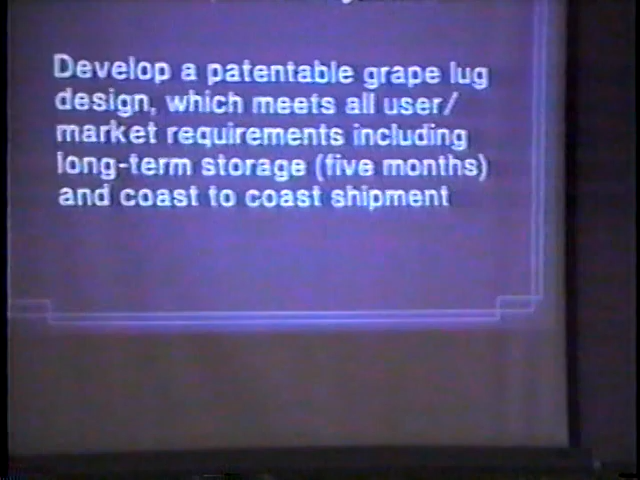 Develop a patentable grape lug
design, which meets all user/
market requirements including
long-term storage (five months)
and coast to coast shipment